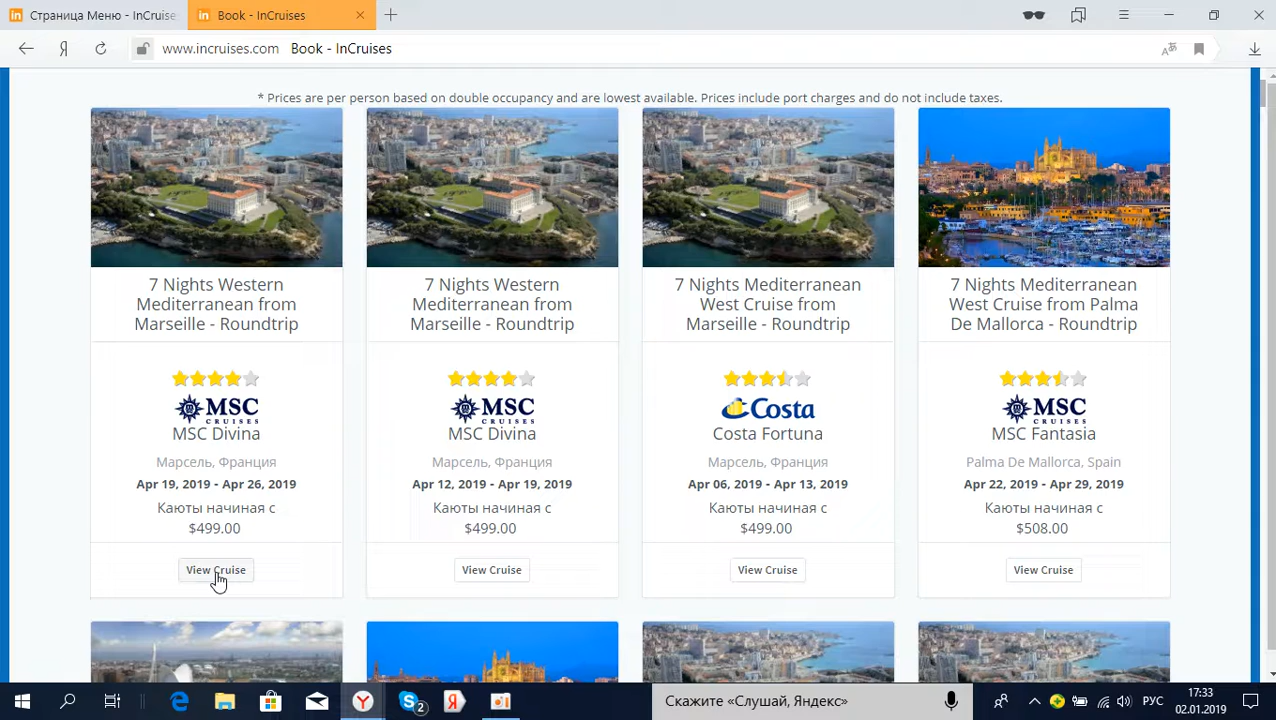 Страница Меню - InCruise
Book - InCruises
www.incruises.com Book - InCruises
* Prices are per person based on double occupancy and are lowest available. Prices include port charges and do not include taxes.
7 Nights Western
Mediterranean from
Marseille - Roundtrip
MSC
CRUISES
MSC Divina
Марсель, Франция
Apr 19, 2019 - Apr 26, 2019
Каюты начиная с
$499.00
View Cruise
7 Nights Western
Mediterranean from
Marseille - Roundtrip
MSC
CRUISES
MSC Divina
Марсель, Франция
Apr 12, 2019 - Apr 19, 2019
Каюты начиная с
$499.00
View Cruise
7 Nights Mediterranean
West Cruise from
Marseille - Roundtrip
Costa
Costa Fortuna
Марсель, Франция
Apr 06, 2019 - Apr 13, 2019
Каюты начиная с
$499.00
View Cruise
7 Nights Mediterranean
West Cruise from Palma
De Mallorca - Roundtrip
MSC
CRUISES
MSC Fantasia
Palma De Mallorca, Spain
Apr 22, 2019 - Apr 29, 2019
Каюты начиная с
$508.00
View Cruise
2
Скажите «Слушай, Яндекс»
РУС
17:33
02.01.2019